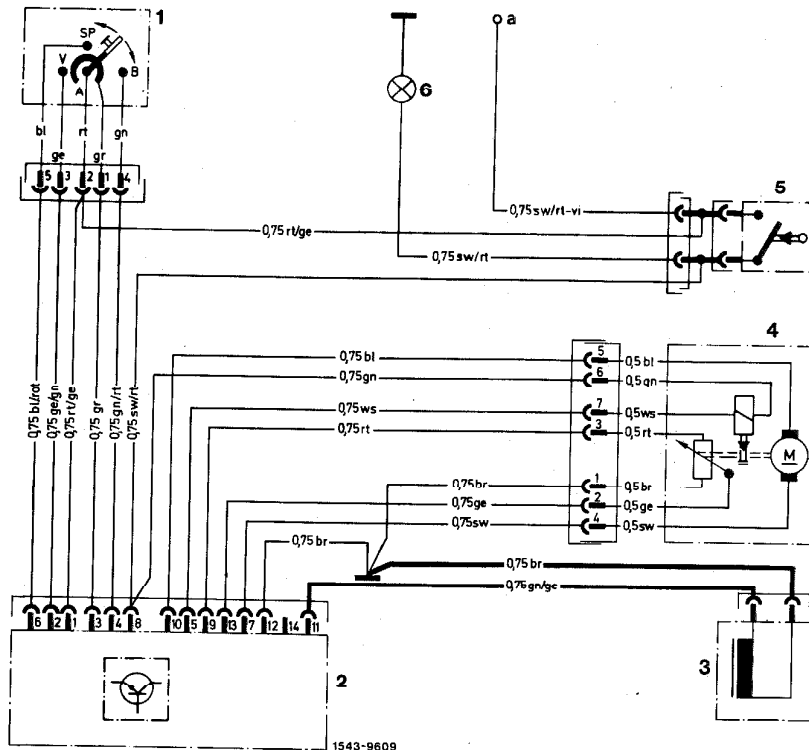 1
SP
V
B
A
bl
rt
gn
ge
gr
5 3 2 1 4
a
6
5
0,75 sw/rt-vi
0,75 rt/ge
0,75 sw/rt
4
0,75 bl
5
0,5 bl
0,75 gn
6
0,5 gn
0,75 ws
7
0,5 ws
0,75 rt
3
0,5 rt
M
0,75 br
1
0,5 br
0,75 ge
2
0,5 ge
0,75 sw
4
0,5 sw
0,75 bl/rot
0,75 ge/gn
0,75 rt/ge
0,75 gr
0,75 gn/rt
0,75 sw/rt
0,75 br
0,75 br
0,75 gn/ge
6 2 1 3 4 8 10 5 9 13 7 12 14 11
2
3
1543-9609